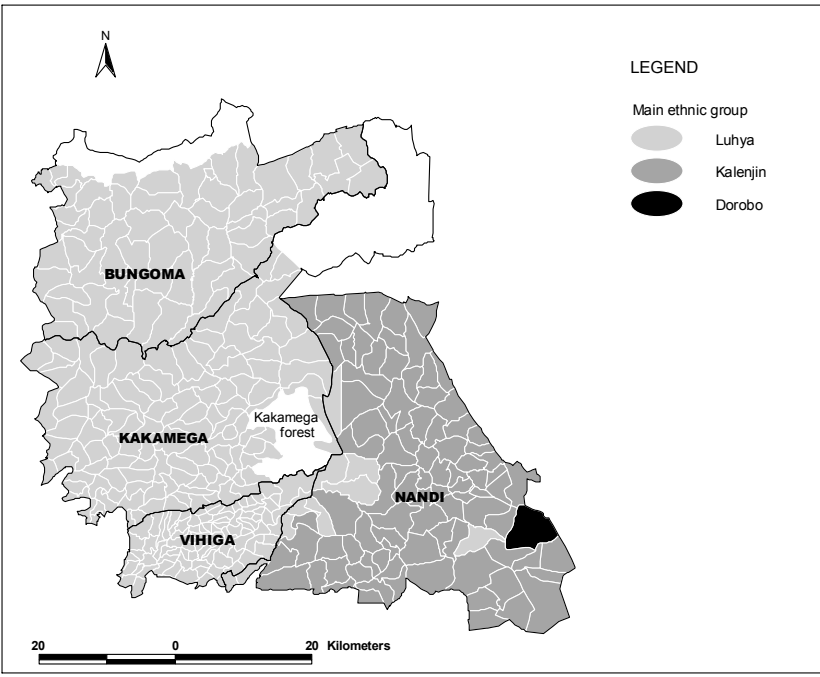 N
LEGEND
Main ethnic group
Luhya
Kalenjin
Dorobo
BUNGOMA
Kakamega
forest
KAKAMEGA
NANDI
VIHIGA
20 0 20 Kilometers